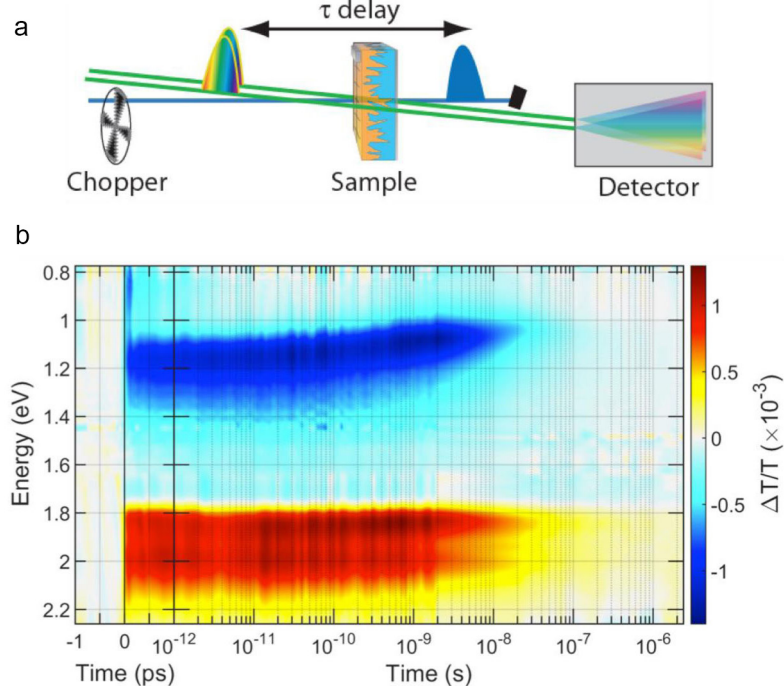 a
τ delay
Chopper
Sample
Detector
b
Energy (eV)
0.8
1
1.2
1.4
1.6
1.8
2
2.2
-1
0
10⁻¹²
10⁻¹¹
10⁻¹⁰
10⁻⁹
10⁻⁸
10⁻⁷
10⁻⁶
Time (ps)
Time (s)
1
0.5
0
-0.5
-1
ΔT/T (×10⁻³)